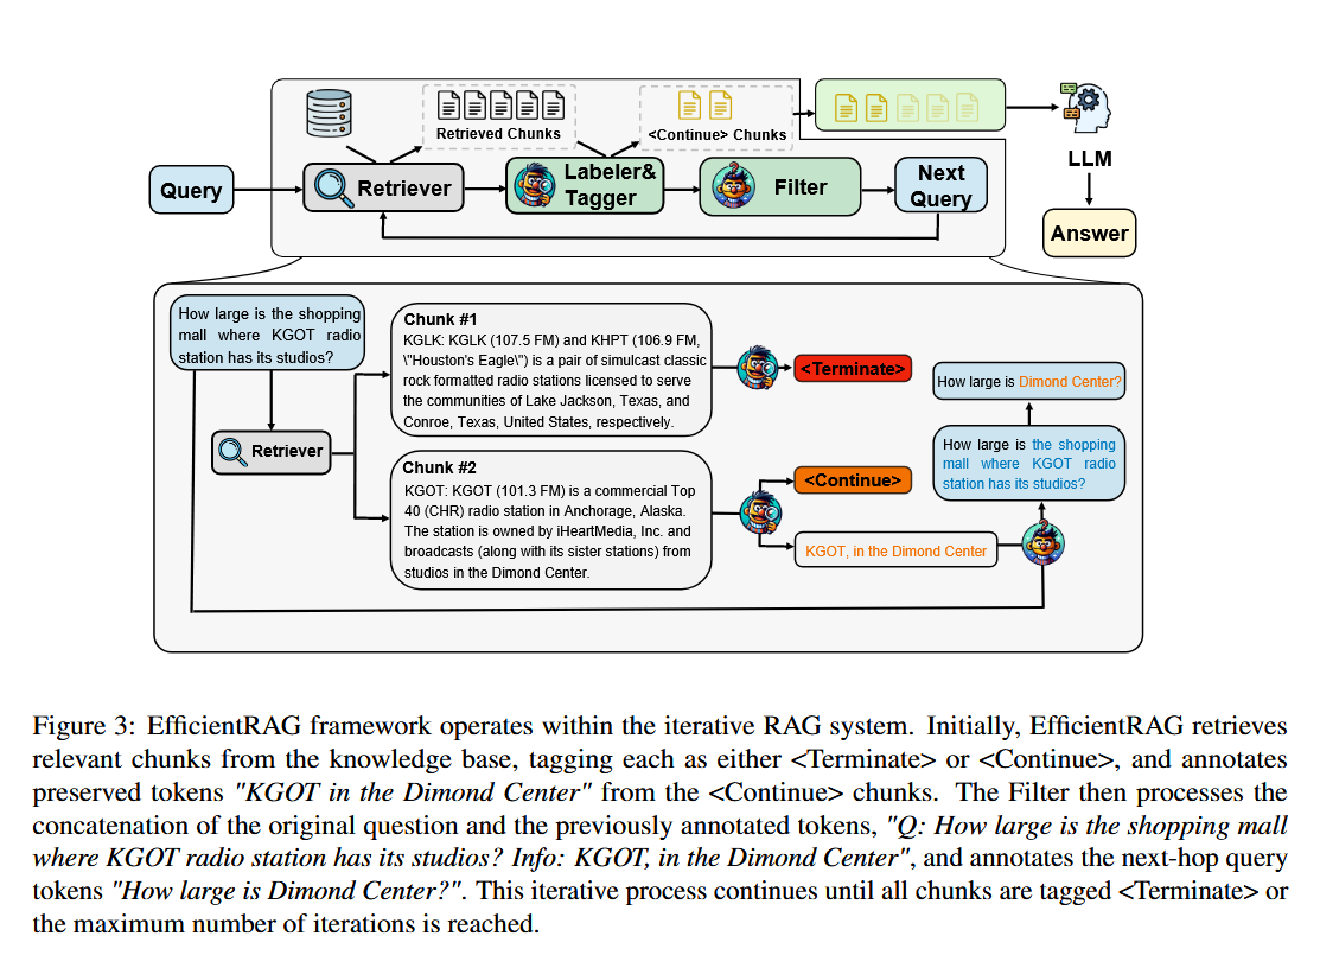 Retrieved Chunks
<Continue> Chunks
Query
Retriever
Labeler&
Tagger
Filter
Next
Query
LLM
Answer
How large is the shopping
mall where KGOT radio
station has its studios?
Retriever
Chunk #1
KGLK: KGLK (107.5 FM) and KHPT (106.9 FM,
\"Houston's Eagle\") is a pair of simulcast classic
rock formatted radio stations licensed to serve
the communities of Lake Jackson, Texas, and
Conroe, Texas, United States, respectively.
<Terminate>
Chunk #2
KGOT: KGOT (101.3 FM) is a commercial Top
40 (CHR) radio station in Anchorage, Alaska.
The station is owned by iHeartMedia, Inc. and
broadcasts (along with its sister stations) from
studios in the Dimond Center.
<Continue>
KGOT, in the Dimond Center
How large is Dimond Center?
How large is the shopping
mall where KGOT radio
station has its studios?
Figure 3: EfficientRAG framework operates within the iterative RAG system. Initially, EfficientRAG retrieves
relevant chunks from the knowledge base, tagging each as either <Terminate> or <Continue>, and annotates
preserved tokens "KGOT in the Dimond Center" from the <Continue> chunks. The Filter then processes the
concatenation of the original question and the previously annotated tokens, "Q: How large is the shopping mall
where KGOT radio station has its studios? Info: KGOT, in the Dimond Center", and annotates the next-hop query
tokens "How large is Dimond Center?". This iterative process continues until all chunks are tagged <Terminate> or
the maximum number of iterations is reached.